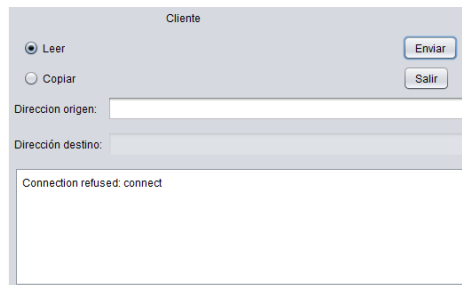 Cliente
Leer
Enviar
Copiar
Salir
Direccion origen:
Dirección destino:
Connection refused: connect